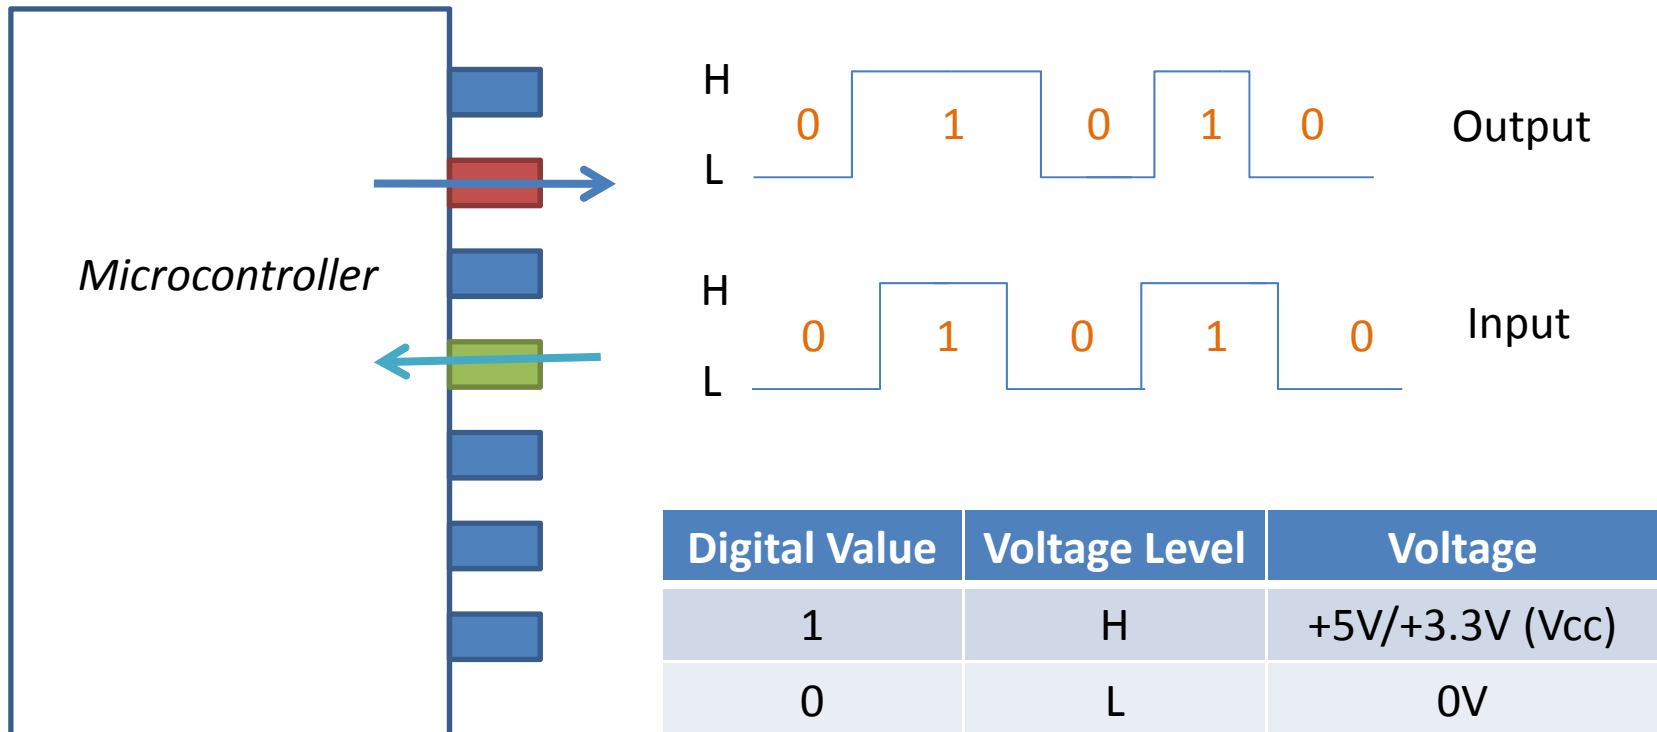 Microcontroller
H
0 1 0 1 0
L
Output
H
0 1 0 1 0
L
Input
Digital Value Voltage Level Voltage
1 H +5V/+3.3V (Vcc)
0 L 0V